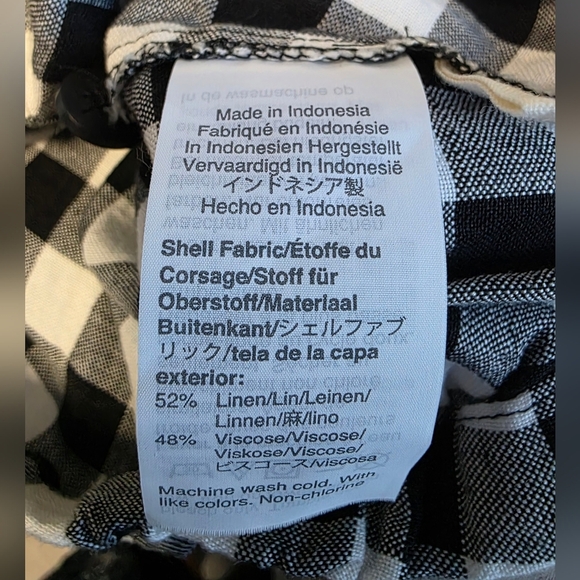 Made in Indonesia
Fabriqué en Indonésie
In Indonesien Hergestellt
Vervaardigd in Indonesië
インドネシア製
Hecho en Indonesia
Shell Fabric/Étoffe du
Corsage/Stoff für
Oberstoff/Materiaal
Buitenkant/シェルファブ
リック/tela de la capa
exterior:
52% Linen/Lin/Leinen/
Linnen/麻/lino
48% Viscose/Viscose/
Viskose/Viscose/
ビスコース/viscosa
Machine wash cold. With
like colors. Non-chlorine